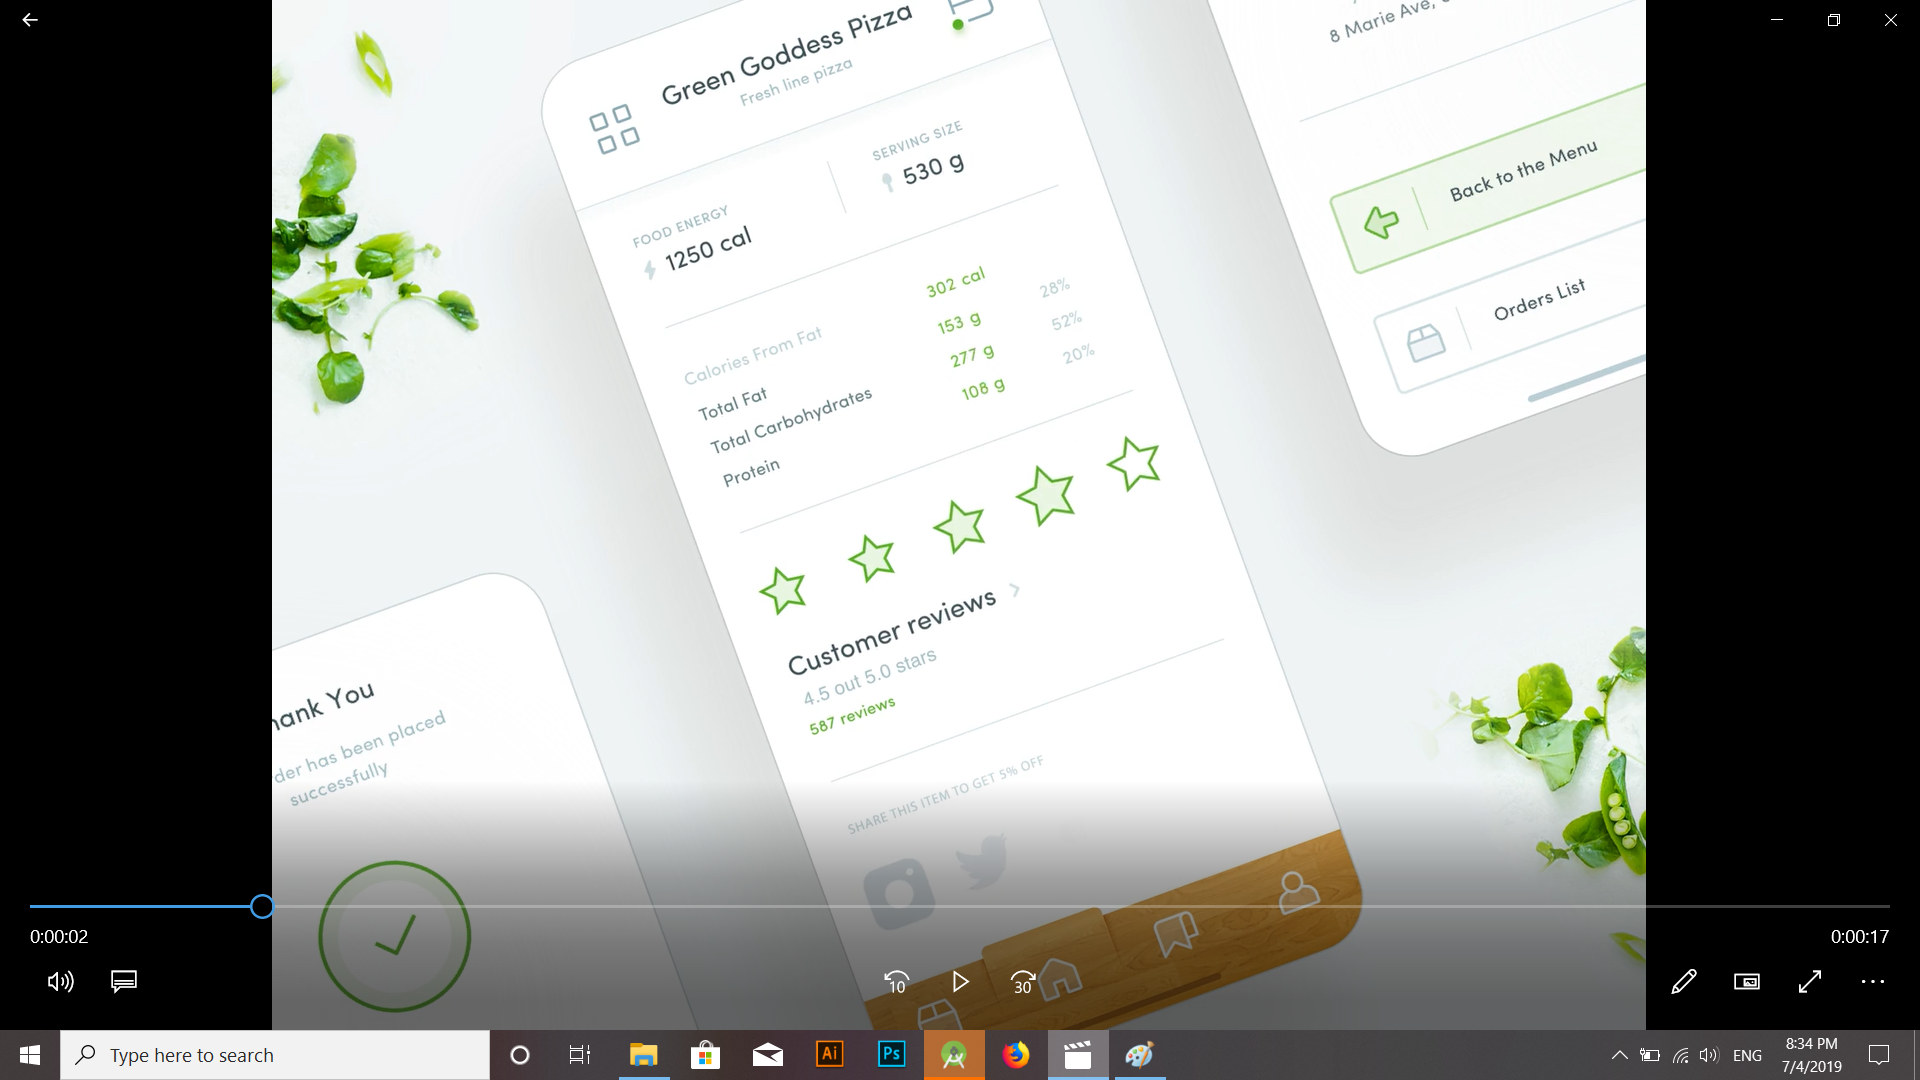 Green Goddess Pizza
Fresh line pizza
8 Marie Ave,
FOOD ENERGY
1250 cal
SERVING SIZE
530 g
Back to the Menu
Orders List
Calories From Fat 302 cal
Total Fat 153 g 28%
Total Carbohydrates 277 g 52%
Protein 108 g 20%
Customer reviews
4.5 out 5.0 stars
587 reviews
SHARE THIS ITEM TO GET 5% OFF
hank You
der has been placed
successfully
0:00:02
0:00:17
10
30
Type here to search
Ai
Ps
ENG
8:34 PM
7/4/2019